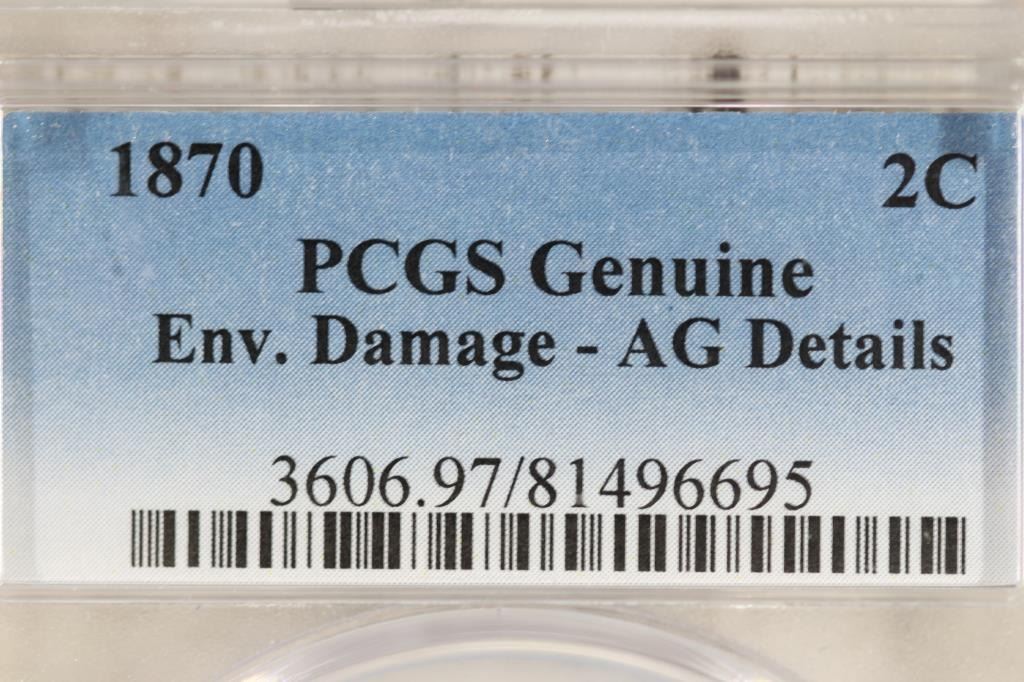 1870 2C
PCGS Genuine
Env. Damage - AG Details
3606.97/81496695